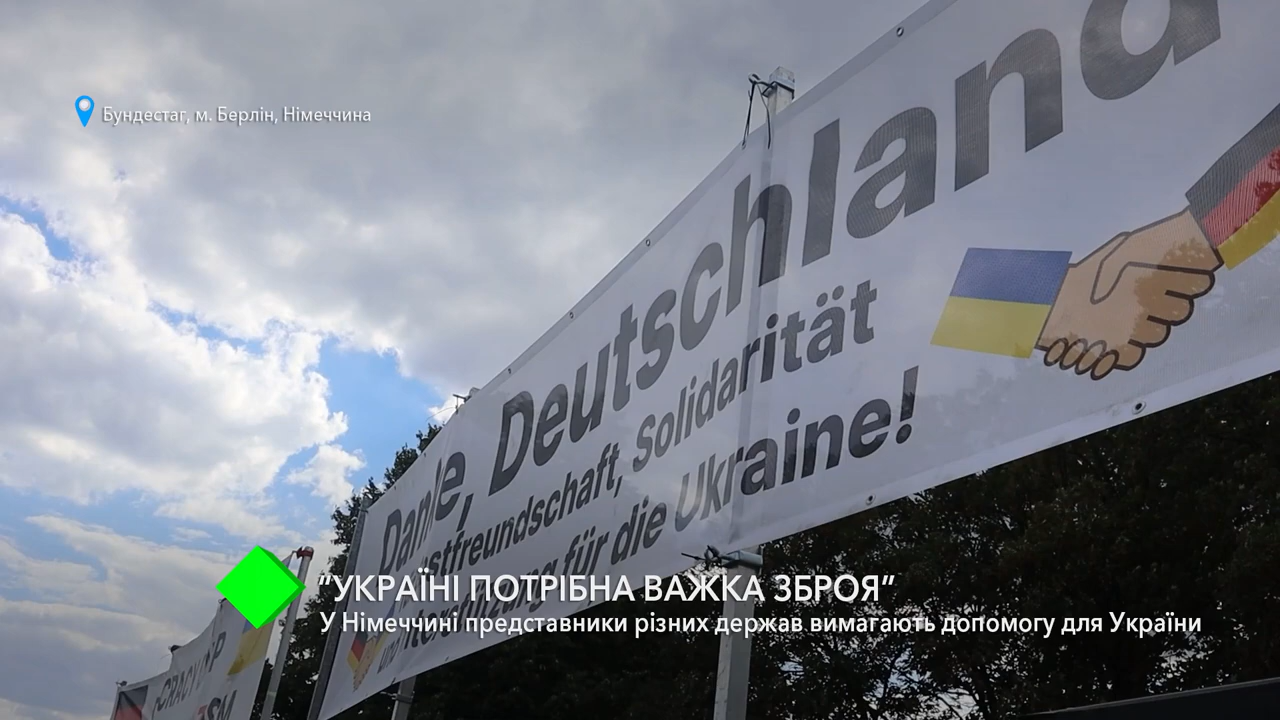 Бундестаг, м. Берлін, Німеччина
Danke, Deutschland
Solidarität
für die Ukraine!
"УКРАЇНІ ПОТРІБНА ВАЖКА ЗБРОЯ"
У Німеччині представники різних держав вимагають допомогу для України